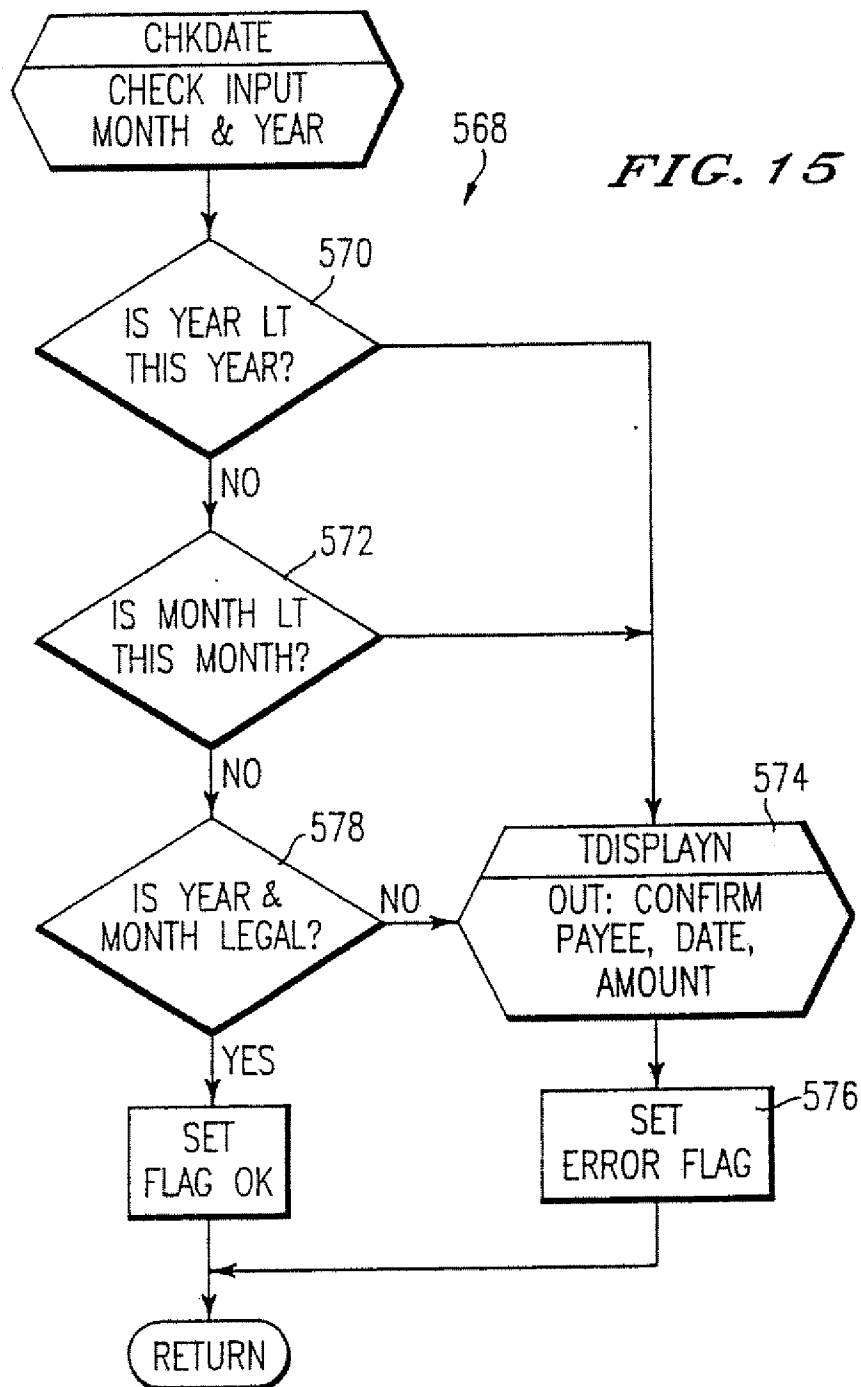 CHKDATE
CHECK INPUT
MONTH & YEAR
568
FIG. 15
570
IS YEAR LT
THIS YEAR?
NO
572
IS MONTH LT
THIS MONTH?
NO
578
IS YEAR &
MONTH LEGAL?
NO
574
TDISPLAYN
OUT: CONFIRM
PAYEE, DATE,
AMOUNT
YES
SET
FLAG OK
576
SET
ERROR FLAG
RETURN